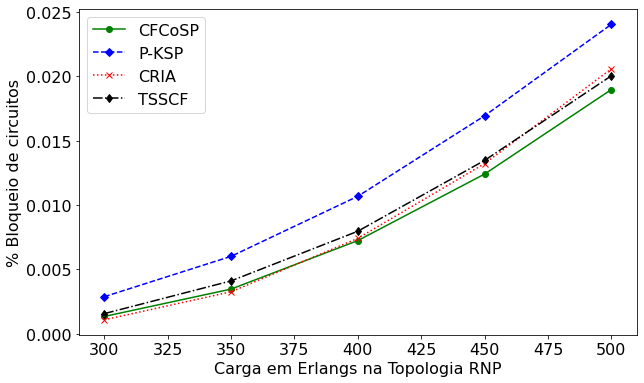 0.025
0.020
0.015
0.010
0.005
0.000
% Bloqueio de circuitos
CFCoSP
P-KSP
CRIA
TSSCF
300 325 350 375 400 425 450 475 500
Carga em Erlangs na Topologia RNP